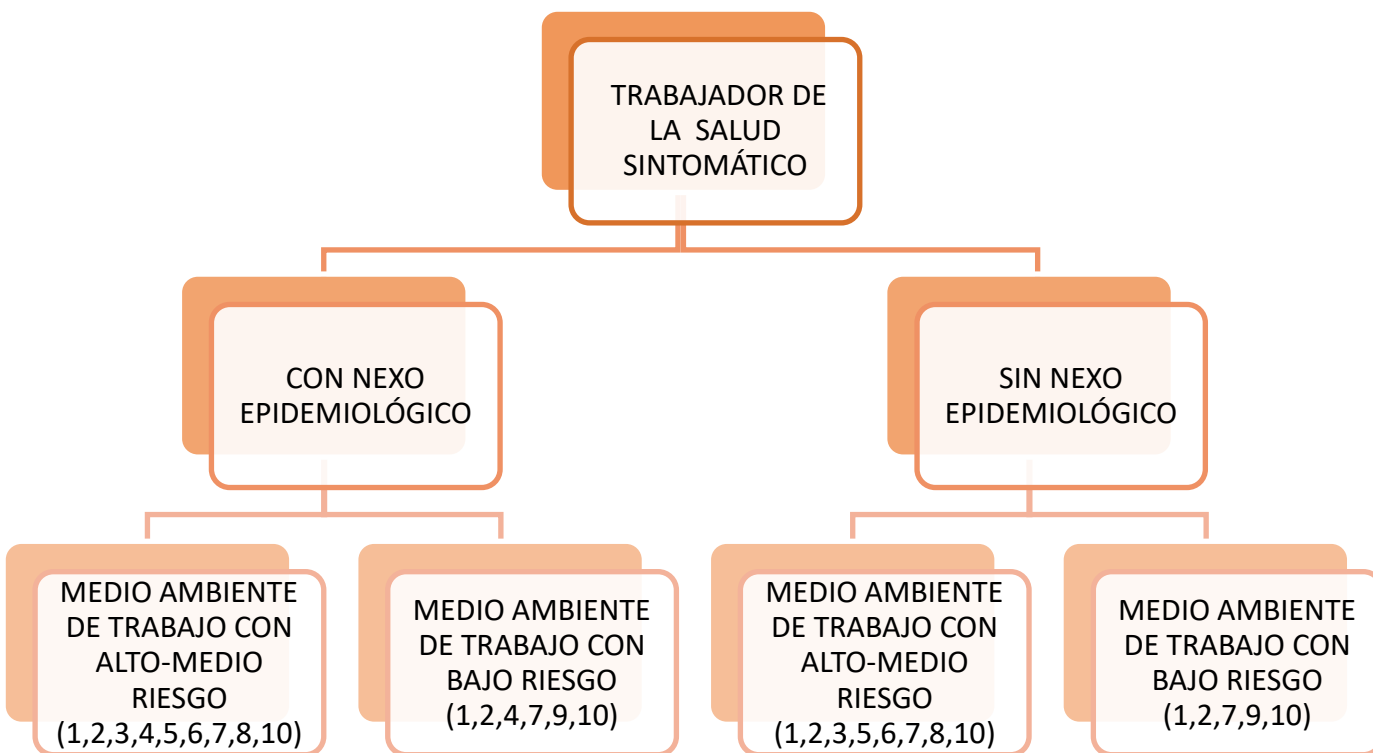 TRABAJADOR DE
LA SALUD
SINTOMÁTICO
CON NEXO
EPIDEMIOLÓGICO
SIN NEXO
EPIDEMIOLÓGICO
MEDIO AMBIENTE
DE TRABAJO CON
ALTO-MEDIO
RIESGO
(1,2,3,4,5,6,7,8,10)
MEDIO AMBIENTE
DE TRABAJO CON
BAJO RIESGO
(1,2,4,7,9,10)
MEDIO AMBIENTE
DE TRABAJO CON
ALTO-MEDIO
RIESGO
(1,2,3,5,6,7,8,10)
MEDIO AMBIENTE
DE TRABAJO CON
BAJO RIESGO
(1,2,7,9,10)